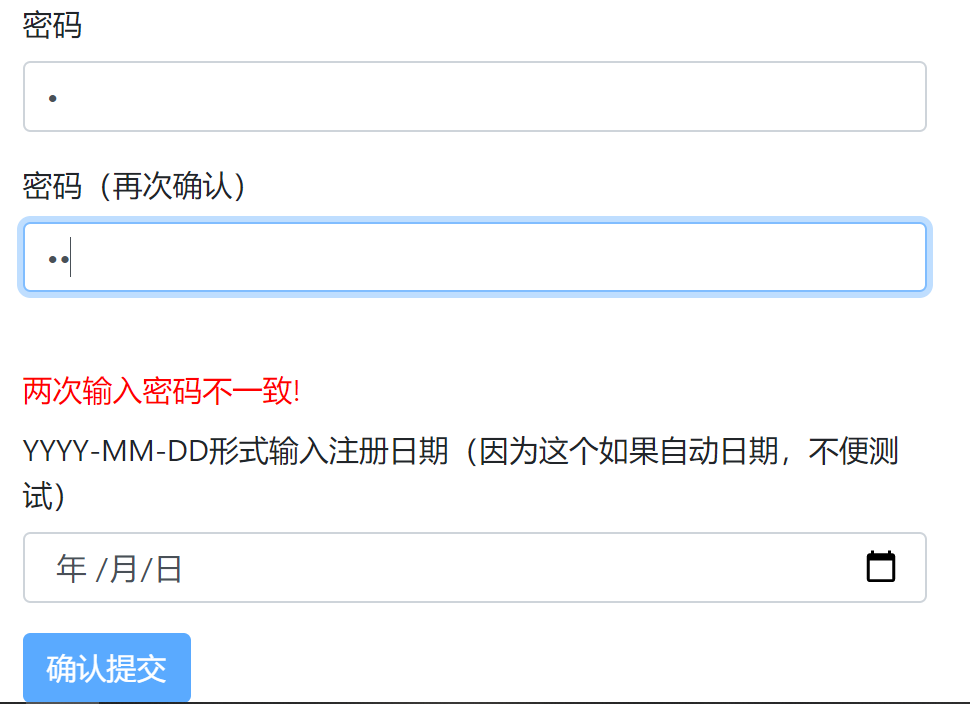 密码
•
密码（再次确认）
••
两次输入密码不一致!
YYYY-MM-DD形式输入注册日期（因为这个如果自动日期，不便测
试）
年 /月/日
确认提交